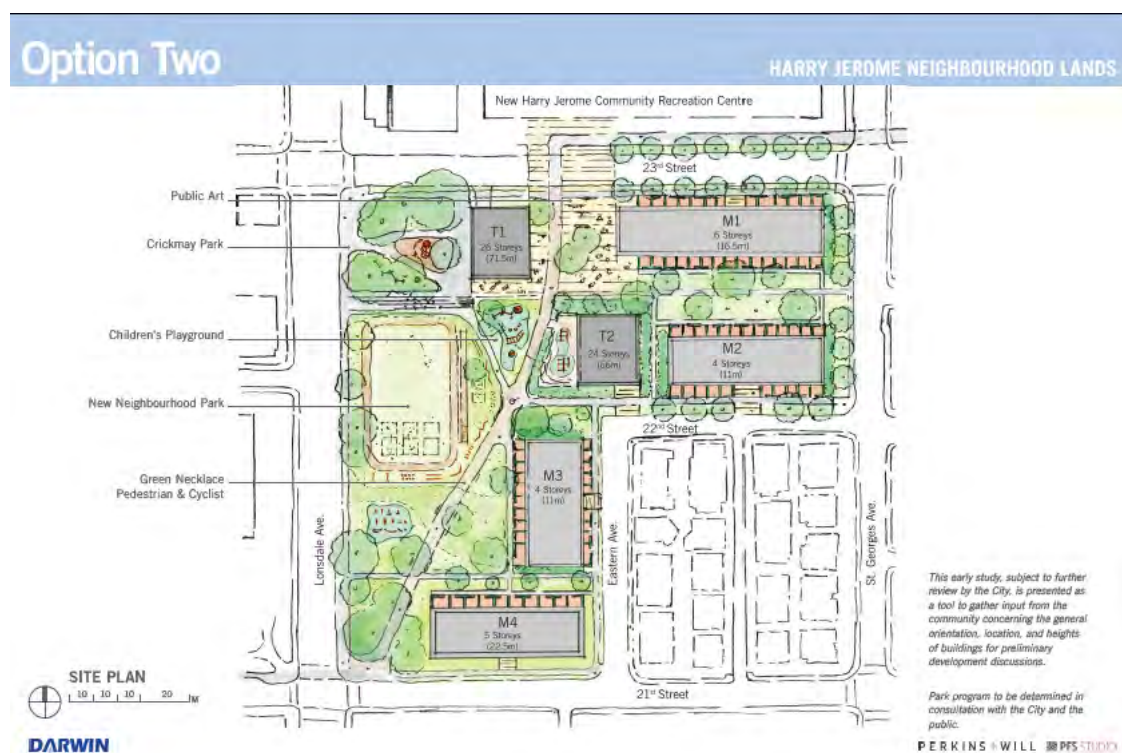 Option Two
HARRY JEROME NEIGHBOURHOOD LANDS
New Harry Jerome Community Recreation Centre
23rd Street
Public Art
Crickmay Park
Children's Playground
New Neighbourhood Park
Green Necklace
Pedestrian & Cyclist
T1
26 Storeys
(71.5m)
M1
6 Storeys
(16.5m)
T2
24 Storeys
(66m)
M2
4 Storeys
(11m)
22nd Street
M3
4 Storeys
(11m)
M4
5 Storeys
(22.5m)
Lonsdale Ave.
Eastern Ave.
St. Georges Ave.
21st Street
SITE PLAN
10 10 10 20 M
This early study, subject to further
review by the City, is presented as
a tool to gather input from the
community concerning the general
orientation, location, and heights
of buildings for preliminary
development discussions.
Park program to be determined in
consultation with the City and the
public.
DARWIN
PERKINS+WILL PFS STUDIO